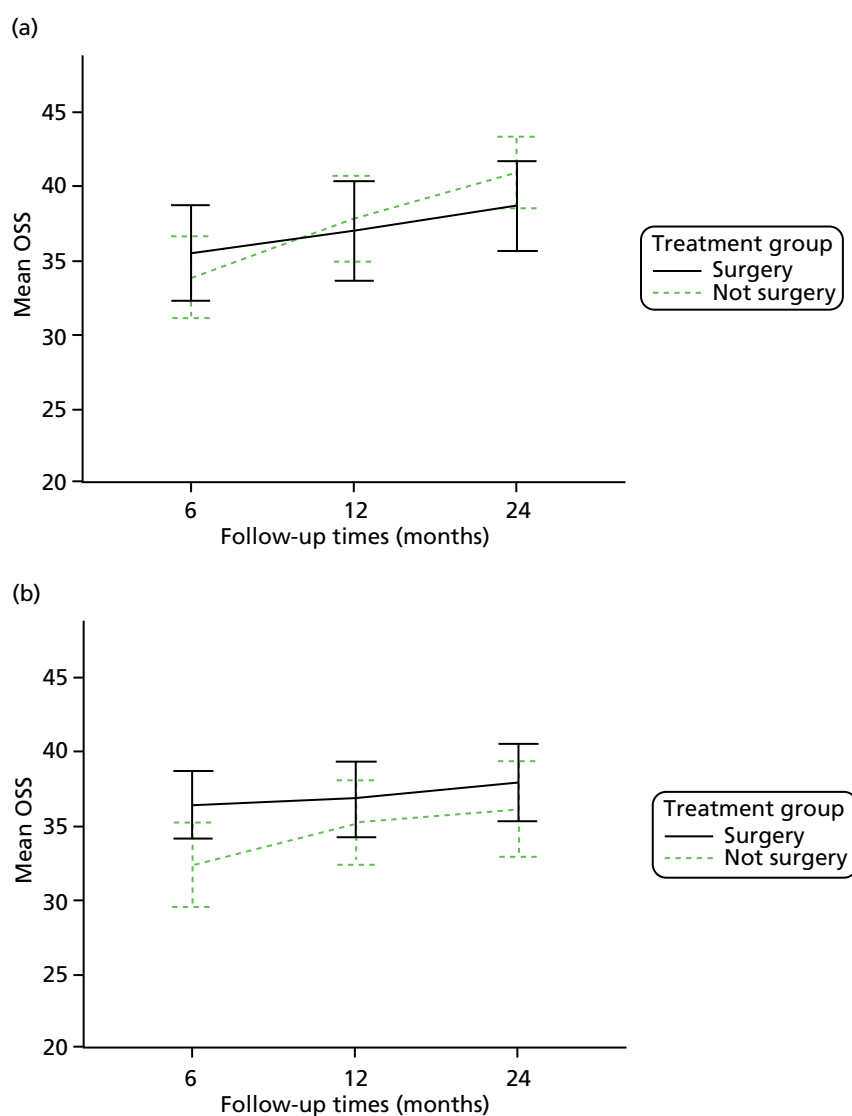 (a)
45
40
35
30
25
20
Mean OSS
6 12 24
Follow-up times (months)
Treatment group
Surgery
Not surgery
(b)
45
40
35
30
25
20
Mean OSS
6 12 24
Follow-up times (months)
Treatment group
Surgery
Not surgery